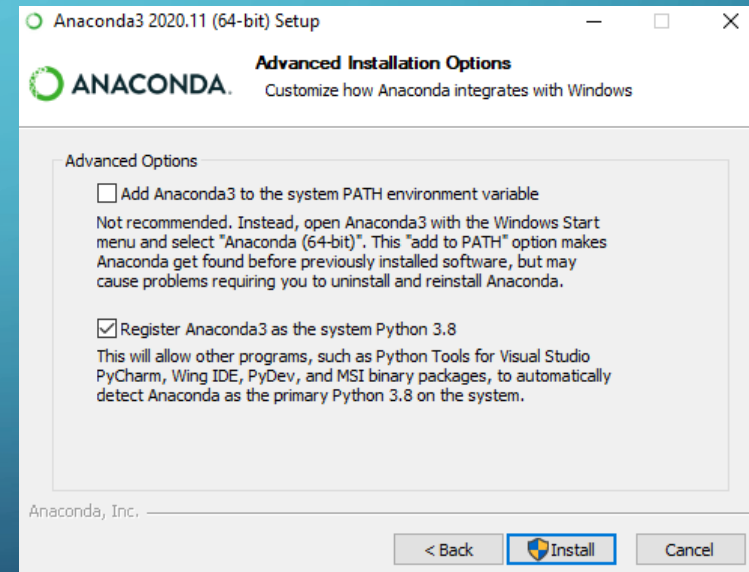 Anaconda3 2020.11 (64-bit) Setup
ANACONDA.
Advanced Installation Options
Customize how Anaconda integrates with Windows
Advanced Options
Add Anaconda3 to the system PATH environment variable
Not recommended. Instead, open Anaconda3 with the Windows Start
menu and select "Anaconda (64-bit)". This "add to PATH" option makes
Anaconda get found before previously installed software, but may
cause problems requiring you to uninstall and reinstall Anaconda.
Register Anaconda3 as the system Python 3.8
This will allow other programs, such as Python Tools for Visual Studio
PyCharm, Wing IDE, PyDev, and MSI binary packages, to automatically
detect Anaconda as the primary Python 3.8 on the system.
Anaconda, Inc.
< Back Install Cancel